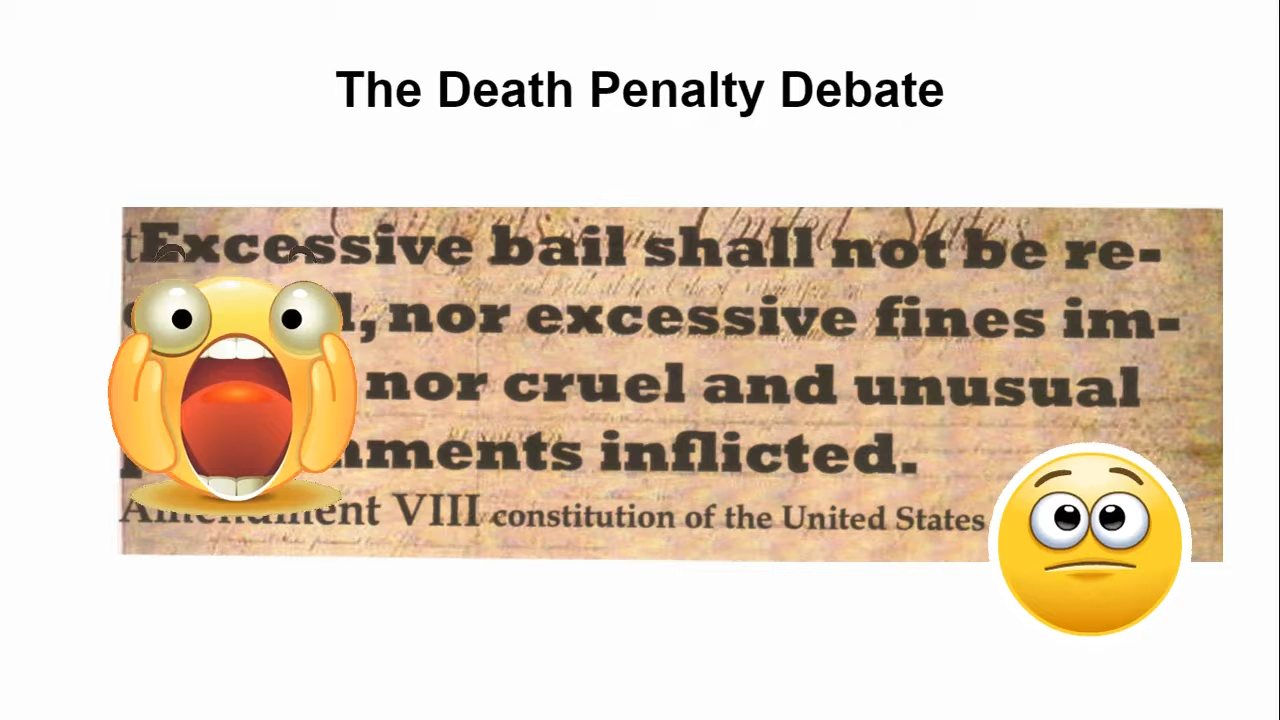 The Death Penalty Debate
Excessive bail shall not be re-
, nor excessive fines im-
nor cruel and unusual
inflicted.
Amendment VIII constitution of the United States